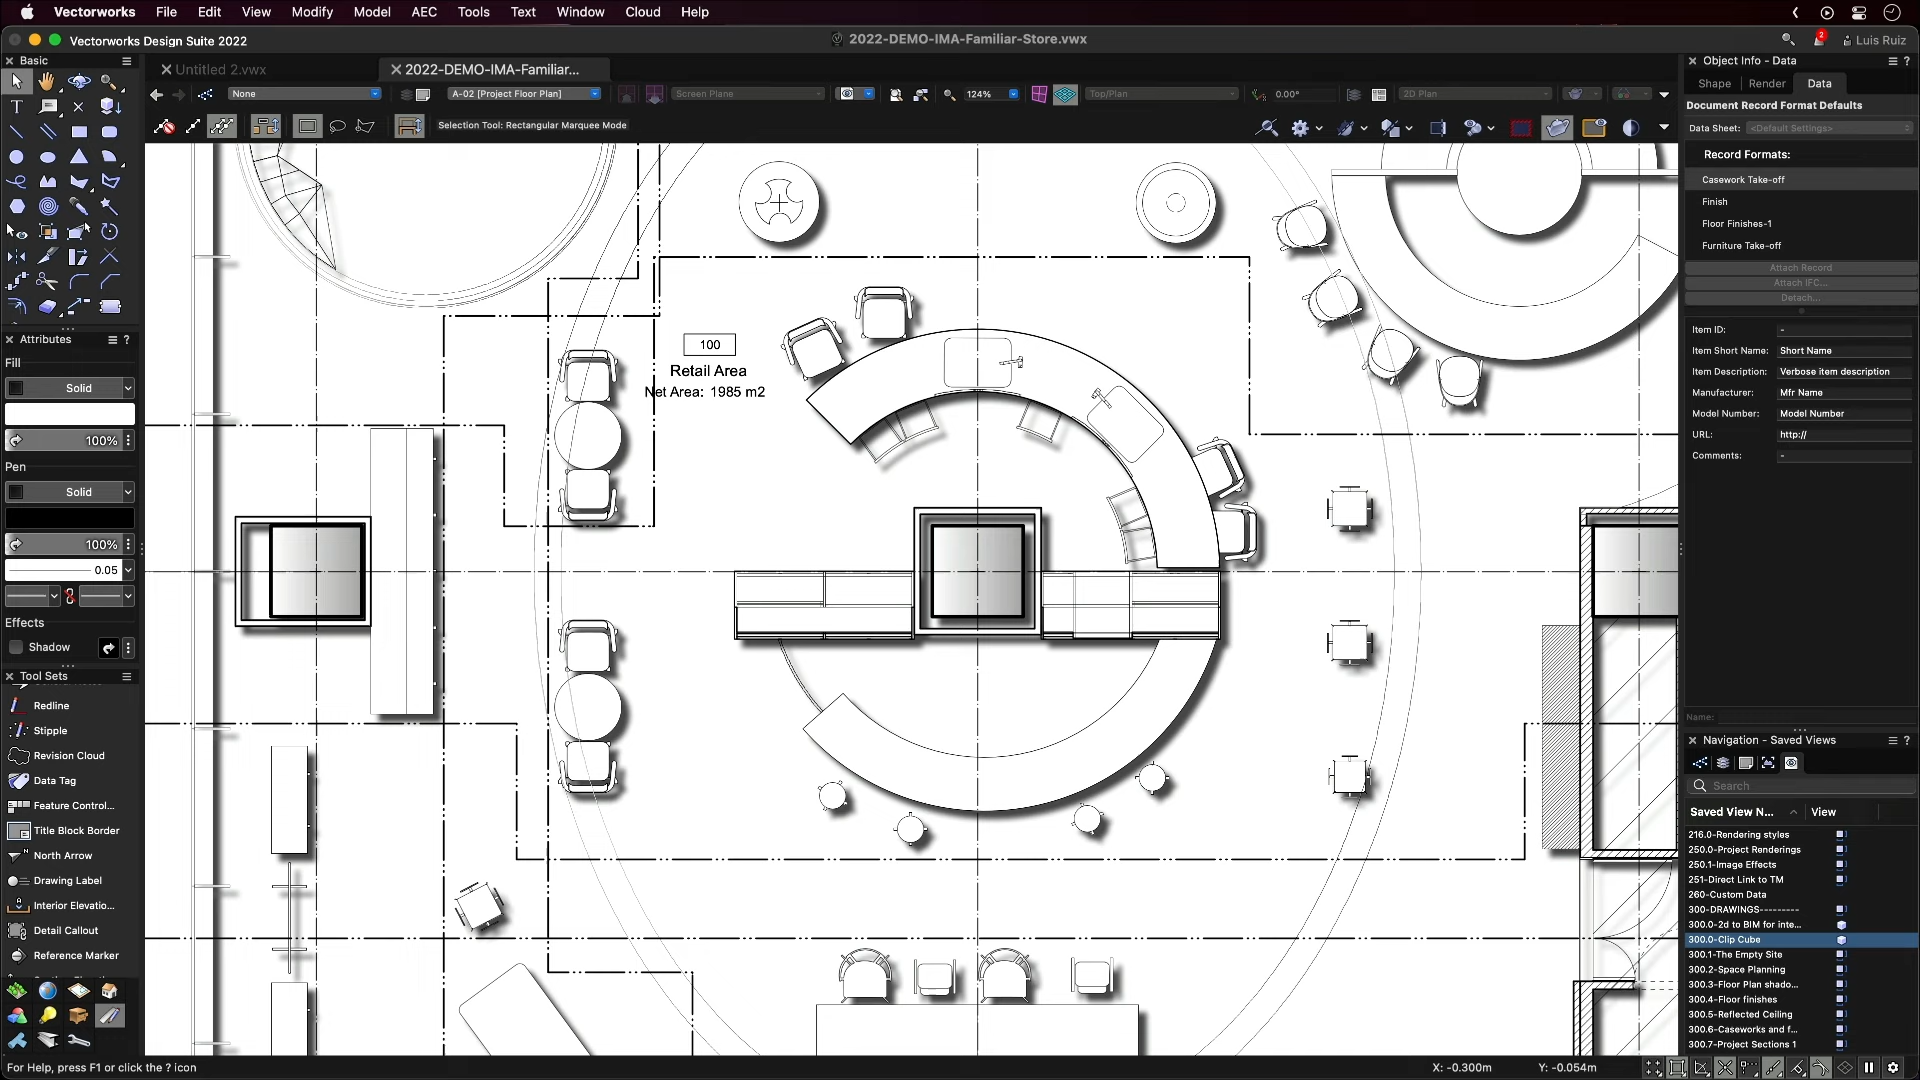 Vectorworks File Edit View Modify Model AEC Tools Text Window Cloud Help
Vectorworks Design Suite 2022
2022-DEMO-IMA-Familiar-Store.vwx
2
Luis Ruiz
Basic
Untitled 2.vwx
2022-DEMO-IMA-Familiar...
None
A-02 [Project Floor Plan]
Screen Plane
124%
Top/Plan
0.00°
2D Plan
Selection Tool: Rectangular Marquee Mode
Attributes
Fill
Solid
100%
Pen
Solid
100%
0.05
Effects
Shadow
Tool Sets
Redline
Stipple
Revision Cloud
Data Tag
Feature Control...
Title Block Border
North Arrow
Drawing Label
Interior Elevatio...
Detail Callout
Reference Marker
100
Retail Area
Net Area: 1985 m2
Object Info - Data
Shape Render Data
Document Record Format Defaults
Data Sheet: <Default Settings>
Record Formats:
Casework Take-off
Finish
Floor Finishes-1
Furniture Take-off
Attach Record
Attach IFC...
Detach...
Item ID: -
Item Short Name: Short Name
Item Description: Verbose item description
Manufacturer: Mfr Name
Model Number: Model Number
URL: http://
Comments: -
Name:
Navigation - Saved Views
Search
Saved View N... View
216.0-Rendering styles
250.0-Project Renderings
250.1-Image Effects
251-Direct Link to TM
260-Custom Data
300-DRAWINGS---------
300.0-2d to BIM for inte...
300.0-Clip Cube
300.1-The Empty Site
300.2-Space Planning
300.3-Floor Plan shado...
300.4-Floor finishes
300.5-Reflected Ceiling
300.6-Caseworks and f...
300.7-Project Sections 1
For Help, press F1 or click the ? icon
X: -0.300m
Y: -0.054m